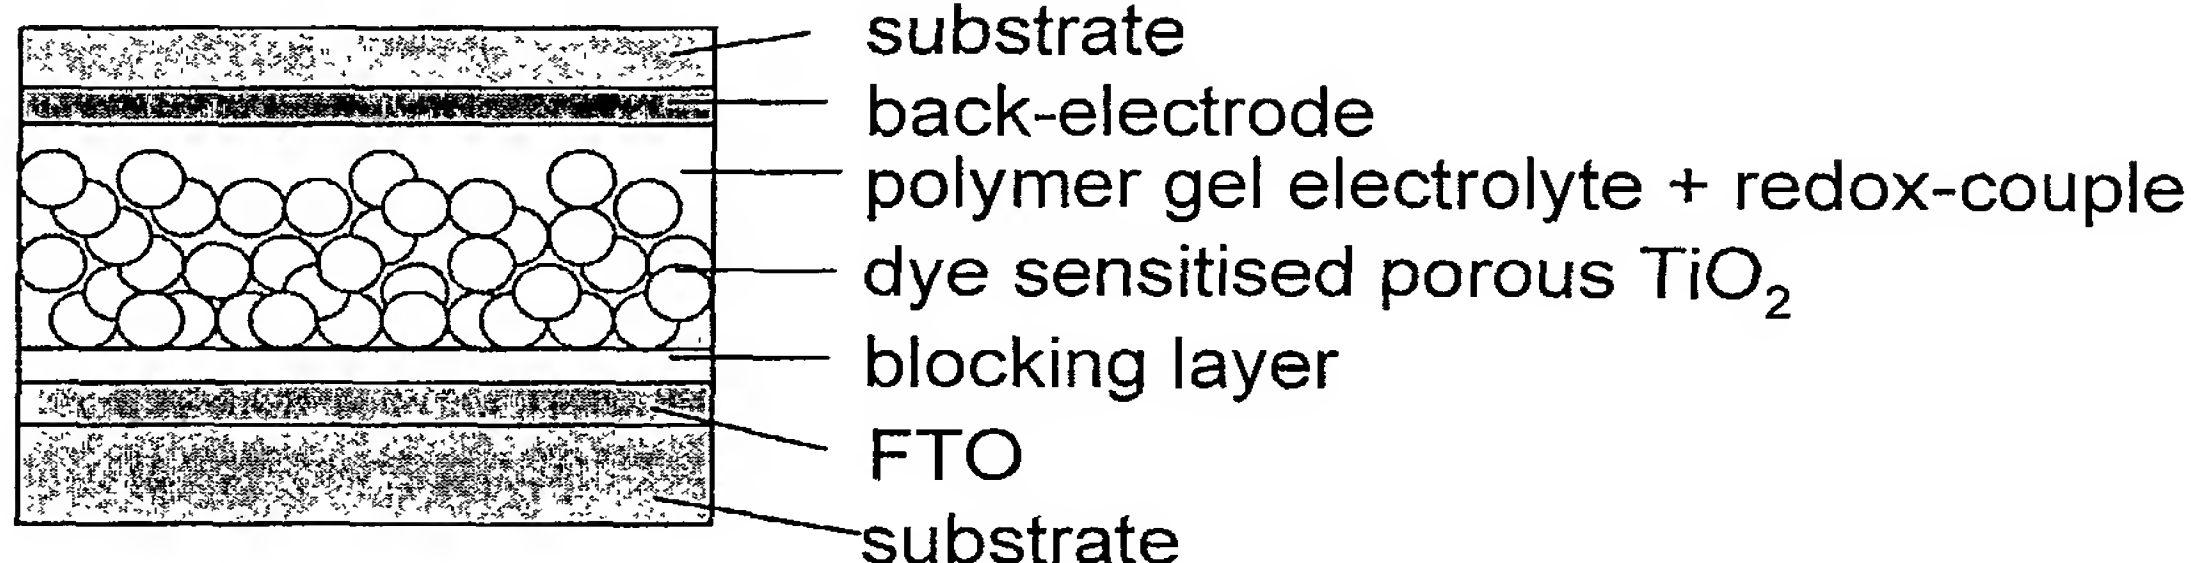 substrate
back-electrode
polymer gel electrolyte + redox-couple
dye sensitised porous TiO₂
blocking layer
FTO
substrate